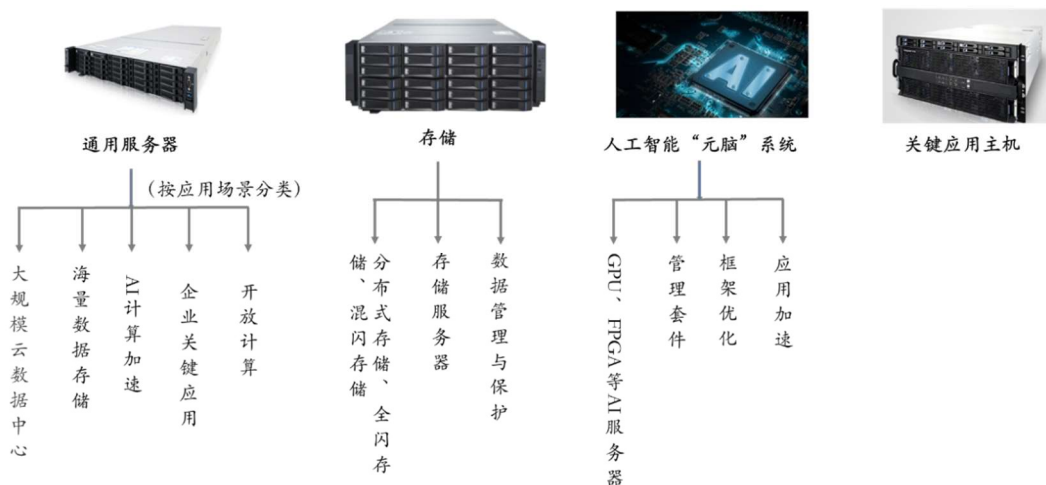 AI
通用服务器
存储
人工智能“元脑”系统
关键应用主机
(按应用场景分类)
大规模云数据中心
海量数据存储
AI计算加速
企业关键应用
开放计算
分布式存储、全闪存
储、混闪存储
存储服务器
数据管理与保护
GPU、FPGA等AI服务器
管理套件
框架优化
应用加速